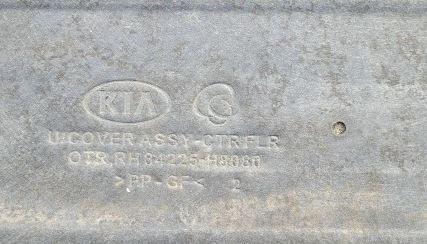 KIA
U/COVER ASSY-CTR FLR
OTR, RH 84225-H8080
>PP-GF< 2